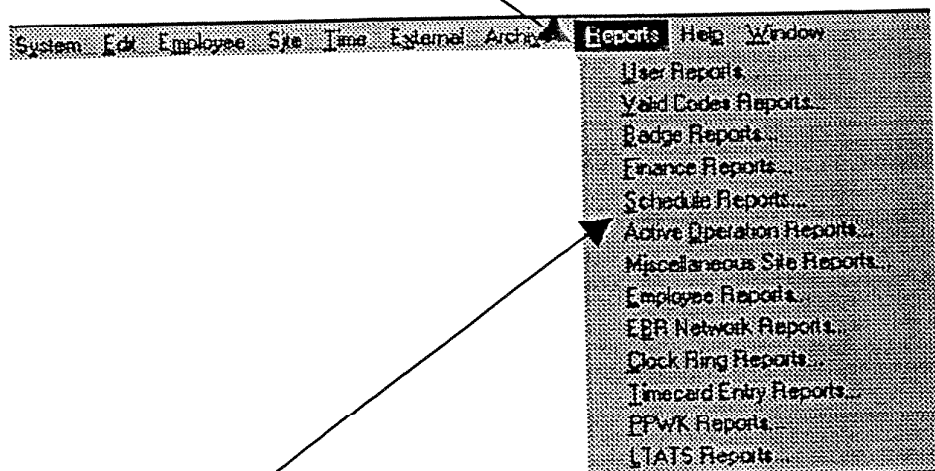 System Edit Employee Site Time External Archiv Reports Help Window
User Reports...
Valid Codes Reports...
Badge Reports...
Finance Reports...
Schedule Reports...
Active Operation Reports...
Miscellaneous Site Reports...
Employee Reports...
EBR Network Reports...
Clock Ring Reports...
Timecard Entry Reports...
PPWK Reports...
LTATS Reports...